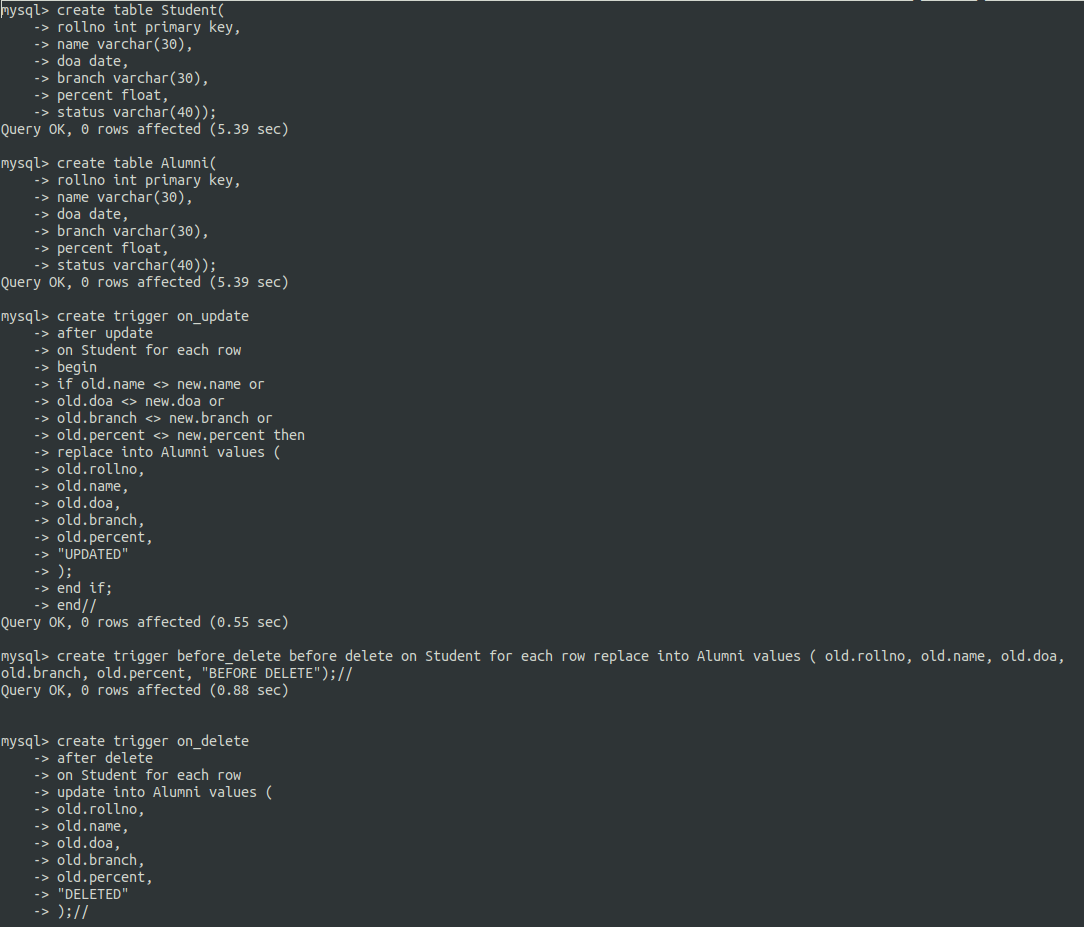 mysql> create table Student(
    -> rollno int primary key,
    -> name varchar(30),
    -> doa date,
    -> branch varchar(30),
    -> percent float,
    -> status varchar(40));
Query OK, 0 rows affected (5.39 sec)

mysql> create table Alumni(
    -> rollno int primary key,
    -> name varchar(30),
    -> doa date,
    -> branch varchar(30),
    -> percent float,
    -> status varchar(40));
Query OK, 0 rows affected (5.39 sec)

mysql> create trigger on_update
    -> after update
    -> on Student for each row
    -> begin
    -> if old.name <> new.name or
    -> old.doa <> new.doa or
    -> old.branch <> new.branch or
    -> old.percent <> new.percent then
    -> replace into Alumni values (
    -> old.rollno,
    -> old.name,
    -> old.doa,
    -> old.branch,
    -> old.percent,
    -> "UPDATED"
    -> );
    -> end if;
    -> end//
Query OK, 0 rows affected (0.55 sec)

mysql> create trigger before_delete before delete on Student for each row replace into Alumni values ( old.rollno, old.name, old.doa,
old.branch, old.percent, "BEFORE DELETE");//
Query OK, 0 rows affected (0.88 sec)

mysql> create trigger on_delete
    -> after delete
    -> on Student for each row
    -> update into Alumni values (
    -> old.rollno,
    -> old.name,
    -> old.doa,
    -> old.branch,
    -> old.percent,
    -> "DELETED"
    -> );//